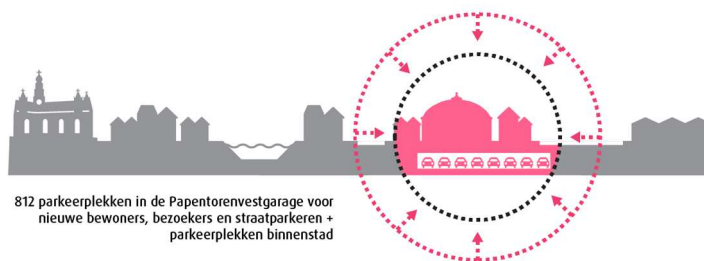 812 parkeerplekken in de Papentorenvestgarage voor
nieuwe bewoners, bezoekers en straatparkeren +
parkeerplekken binnenstad